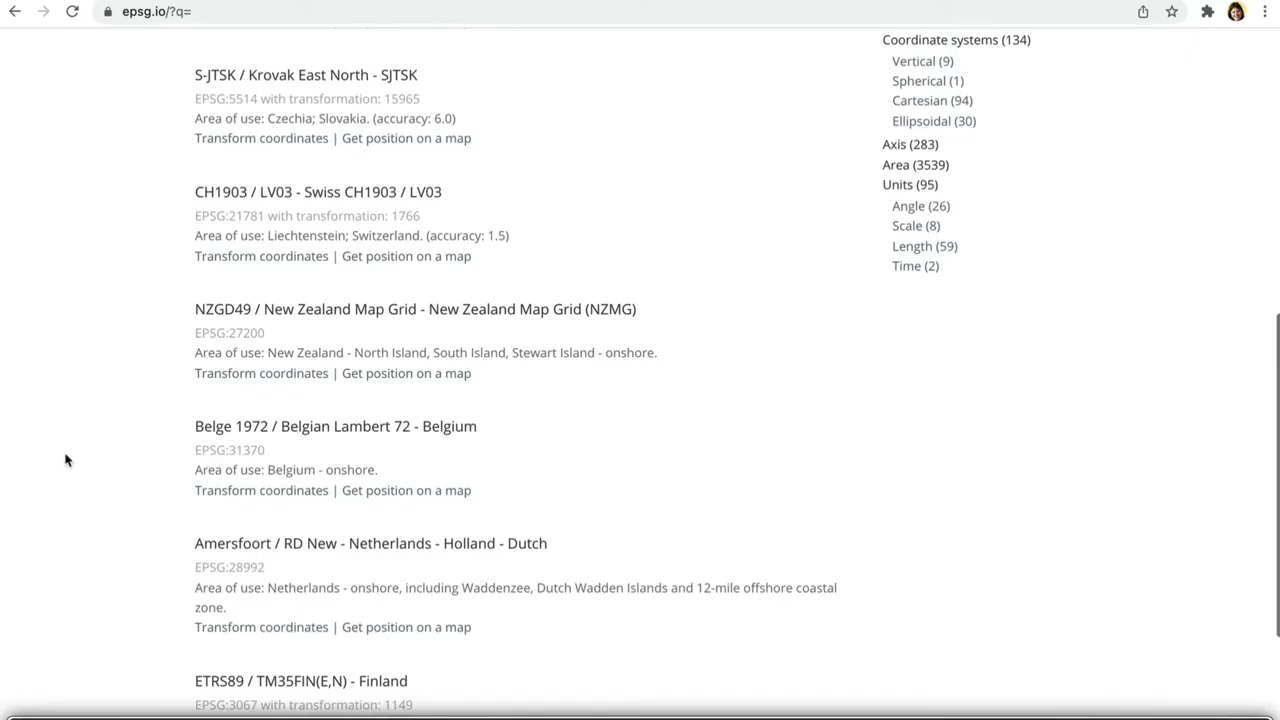 epsg.io/?q=
S-JTSK / Krovak East North - SJTSK
EPSG:5514 with transformation: 15965
Area of use: Czechia; Slovakia. (accuracy: 6.0)
Transform coordinates | Get position on a map
CH1903 / LV03 - Swiss CH1903 / LV03
EPSG:21781 with transformation: 1766
Area of use: Liechtenstein; Switzerland. (accuracy: 1.5)
Transform coordinates | Get position on a map
NZGD49 / New Zealand Map Grid - New Zealand Map Grid (NZMG)
EPSG:27200
Area of use: New Zealand - North Island, South Island, Stewart Island - onshore.
Transform coordinates | Get position on a map
Belge 1972 / Belgian Lambert 72 - Belgium
EPSG:31370
Area of use: Belgium - onshore.
Transform coordinates | Get position on a map
Amersfoort / RD New - Netherlands - Holland - Dutch
EPSG:28992
Area of use: Netherlands - onshore, including Waddenzee, Dutch Wadden Islands and 12-mile offshore coastal
zone.
Transform coordinates | Get position on a map
ETRS89 / TM35FIN(E,N) - Finland
EPSG:3067 with transformation: 1149
Coordinate systems (134)
Vertical (9)
Spherical (1)
Cartesian (94)
Ellipsoidal (30)
Axis (283)
Area (3539)
Units (95)
Angle (26)
Scale (8)
Length (59)
Time (2)